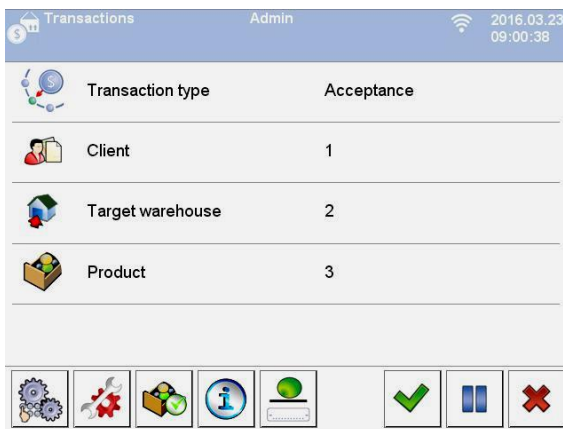 Transactions Admin 2016.03.23
09:00:38
Transaction type Acceptance
Client 1
Target warehouse 2
Product 3